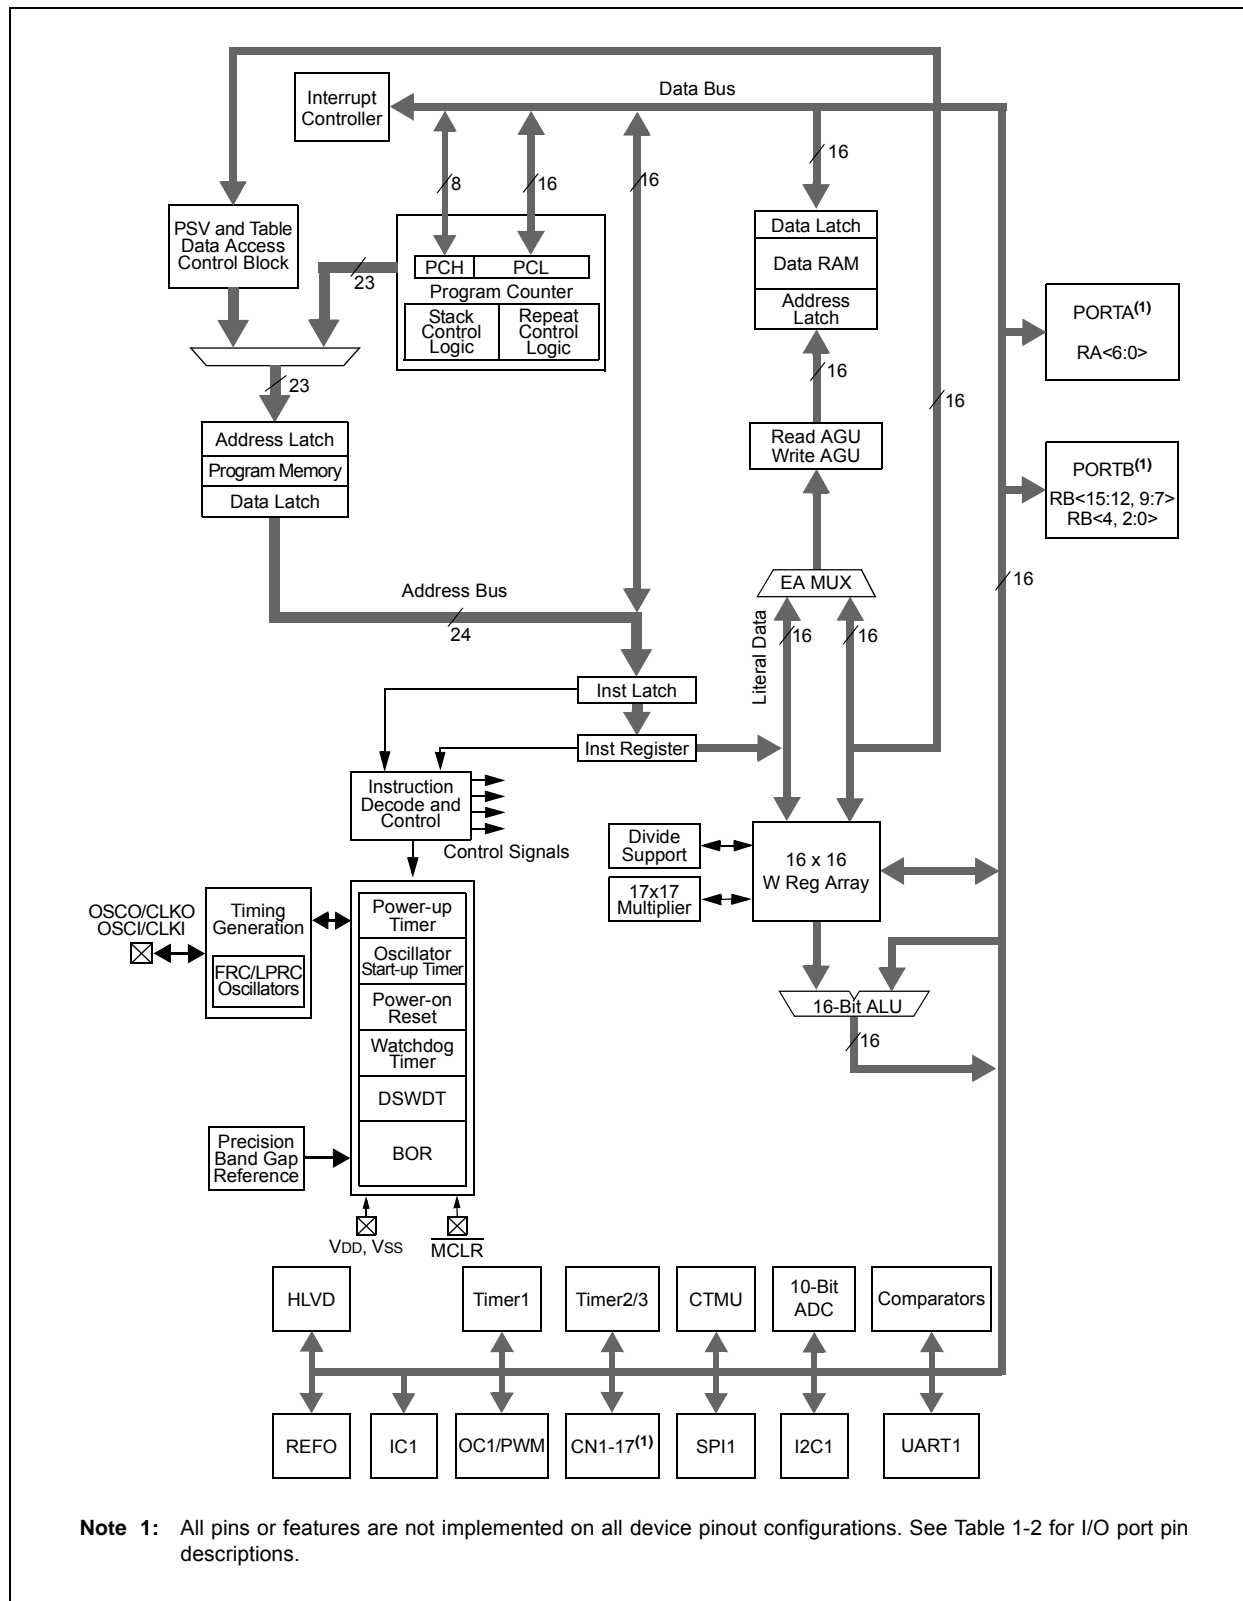 Data Bus
Interrupt
Controller
8
16
16
16
PSV and Table
Data Access
Control Block
23
PCH
PCL
Program Counter
Stack
Control
Logic
Repeat
Control
Logic
Data Latch
Data RAM
Address
Latch
PORTA(1)
RA<6:0>
23
16
16
Address Latch
Program Memory
Data Latch
Read AGU
Write AGU
PORTB(1)
RB<15:12, 9:7>
RB<4, 2:0>
EA MUX
16
Address Bus
24
Literal Data
16
16
Inst Latch
Inst Register
Instruction
Decode and
Control
Control Signals
Divide
Support
17x17
Multiplier
16 x 16
W Reg Array
OSCO/CLKO
OSCI/CLKI
Timing
Generation
FRC/LPRC
Oscillators
Power-up
Timer
Oscillator
Start-up Timer
Power-on
Reset
Watchdog
Timer
DSWDT
BOR
16-Bit ALU
16
Precision
Band Gap
Reference
VDD, VSS
MCLR
HLVD
Timer1
Timer2/3
CTMU
10-Bit
ADC
Comparators
REFO
IC1
OC1/PWM
CN1-17(1)
SPI1
I2C1
UART1
Note 1: All pins or features are not implemented on all device pinout configurations. See Table 1-2 for I/O port pin
descriptions.